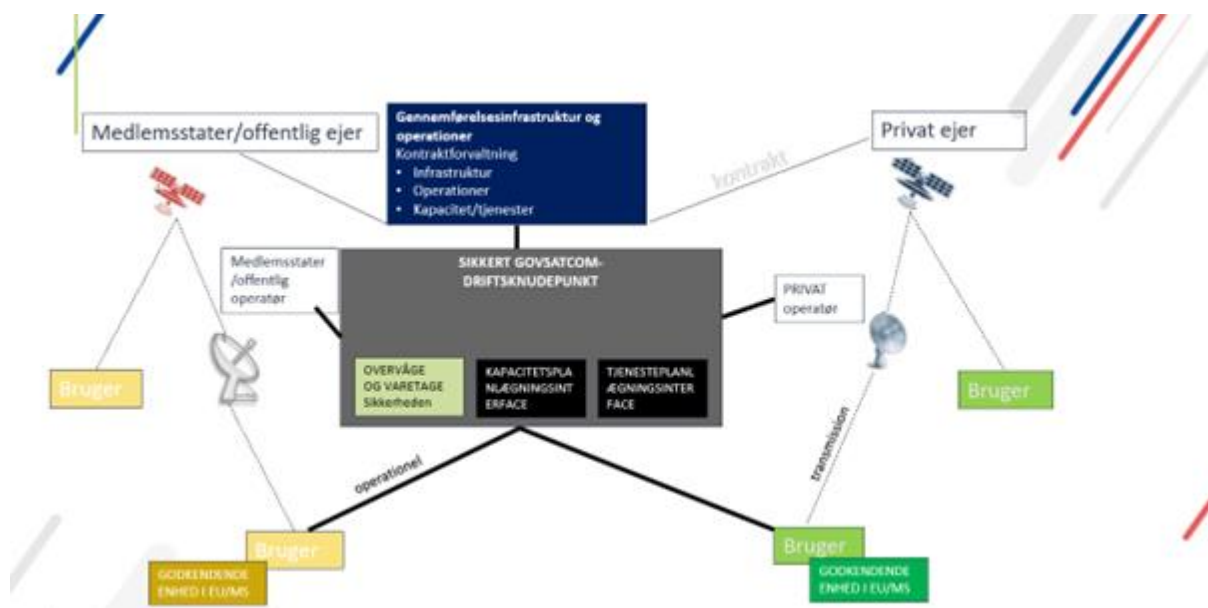 Medlemsstater/offentlig ejer
Gennemførelsesinfrastruktur og
operationer
Kontraktforvaltning
• Infrastruktur
• Operationer
• Kapacitet/tjenester
Privat ejer
kontrakt
Medlemsstater
/offentlig
operatør
SIKKERT GOVSATCOM-
DRIFTSKNUDEPUNKT
PRIVAT
operatør
OVERVÅGE
OG VARETAGE
Sikkerheden
KAPACITETSPLA
NLÆGNINGSINT
ERFACE
TJENESTEPLANL
ÆGNINGSINTER
FACE
Bruger
Bruger
operationel
transmission
Bruger
GODKENDENDE
ENHED I EU/MS
Bruger
GODKENDENDE
ENHED I EU/MS